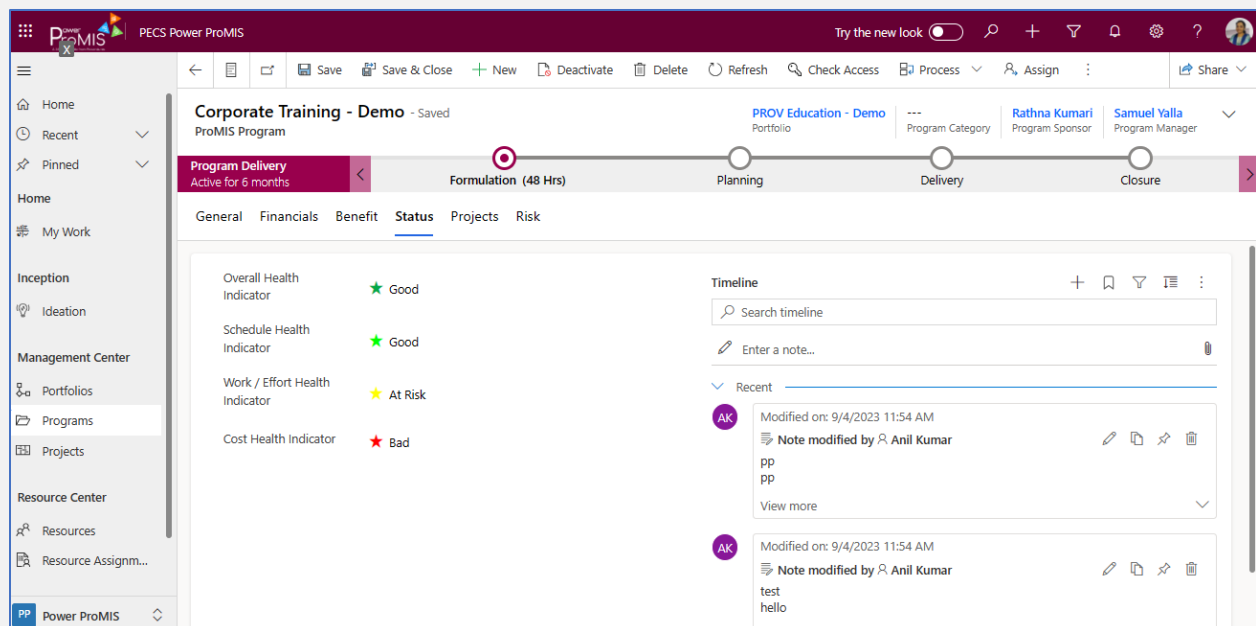 Power
ProMIS
X
PECS Power ProMIS
Try the new look
?
Save
Save & Close
New
Deactivate
Delete
Refresh
Check Access
Process
Assign
Share
Home
Recent
Pinned
Home
My Work
Inception
Ideation
Management Center
Portfolios
Programs
Projects
Resource Center
Resources
Resource Assignm...
PP
Power ProMIS
Corporate Training - Demo - Saved
ProMIS Program
PROV Education - Demo
Portfolio
---
Program Category
Rathna Kumari
Program Sponsor
Samuel Yalla
Program Manager
Program Delivery
Active for 6 months
Formulation (48 Hrs)
Planning
Delivery
Closure
General Financials Benefit Status Projects Risk
Overall Health
Indicator
Good
Schedule Health
Indicator
Good
Work / Effort Health
Indicator
At Risk
Cost Health Indicator
Bad
Timeline
Search timeline
Enter a note...
Recent
AK
Modified on: 9/4/2023 11:54 AM
Note modified by Anil Kumar
pp
pp
View more
AK
Modified on: 9/4/2023 11:54 AM
Note modified by Anil Kumar
test
hello